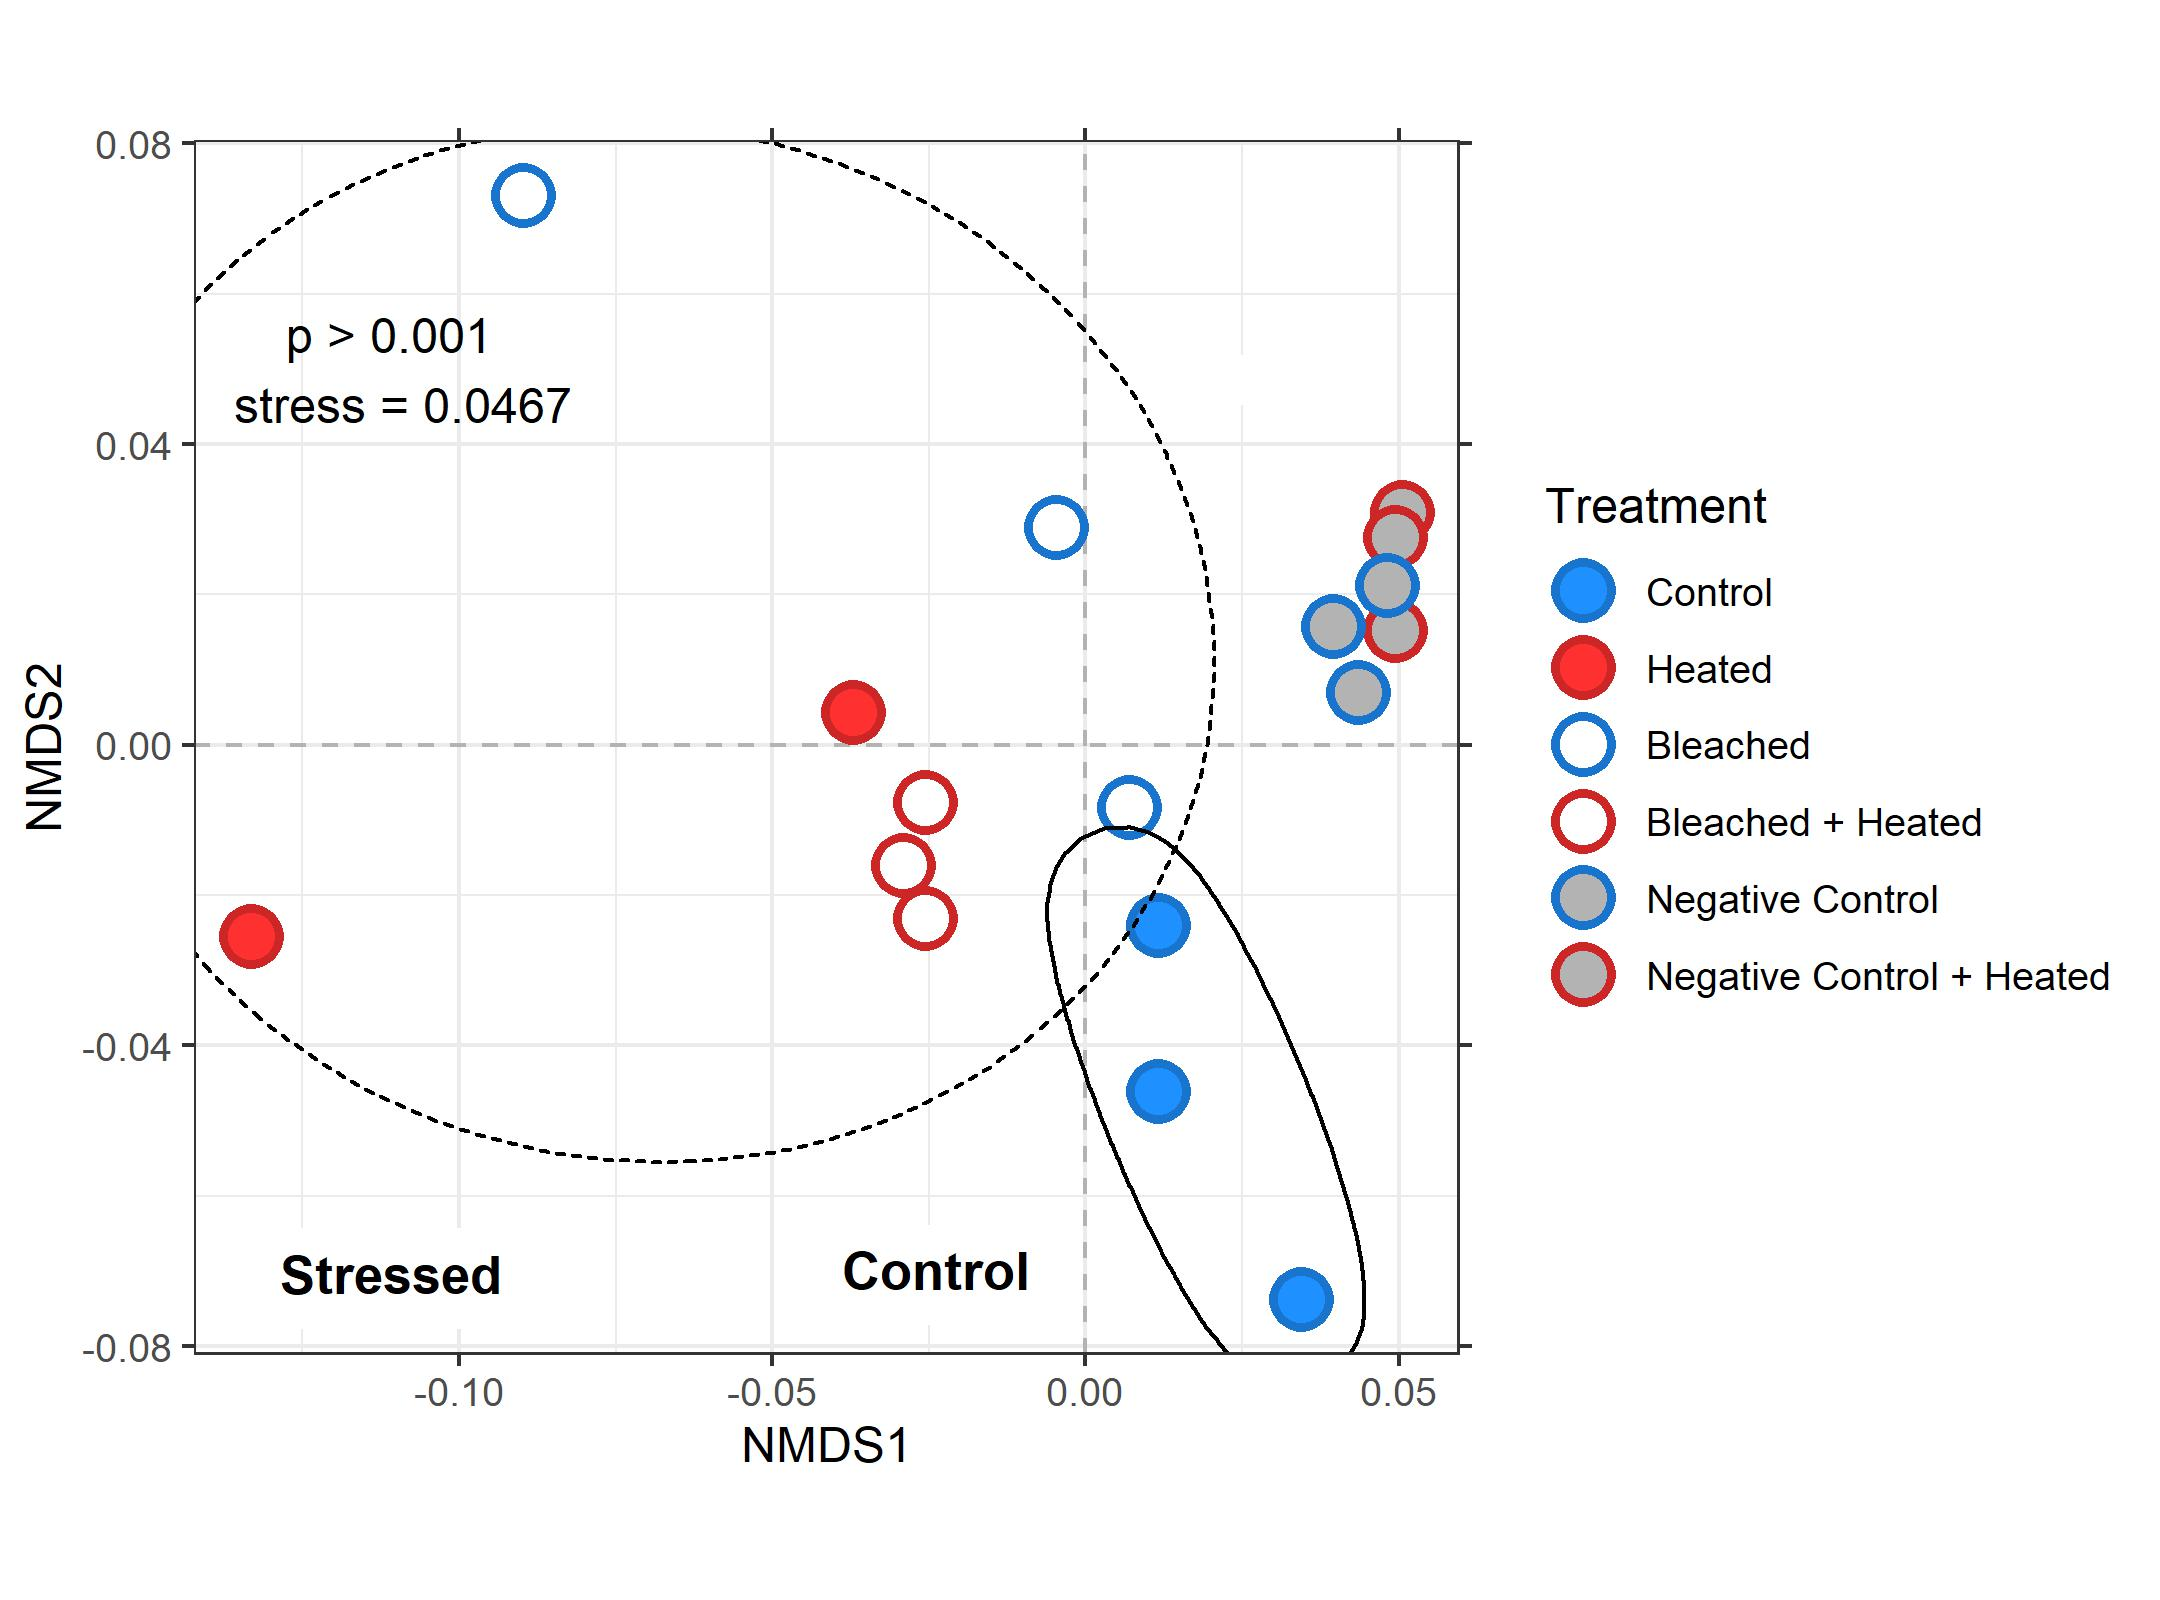 0.08
0.04
0.00
-0.04
-0.08
NMDS2
p > 0.001
stress = 0.0467
Stressed
Control
-0.10
-0.05
0.00
0.05
NMDS1
Treatment
Control
Heated
Bleached
Bleached + Heated
Negative Control
Negative Control + Heated